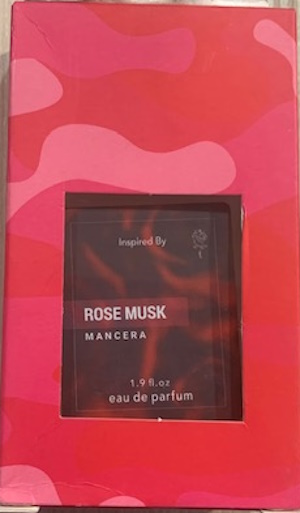 Inspired By
ROSE MUSK
MANCERA
1.9 fl.oz
eau de parfum